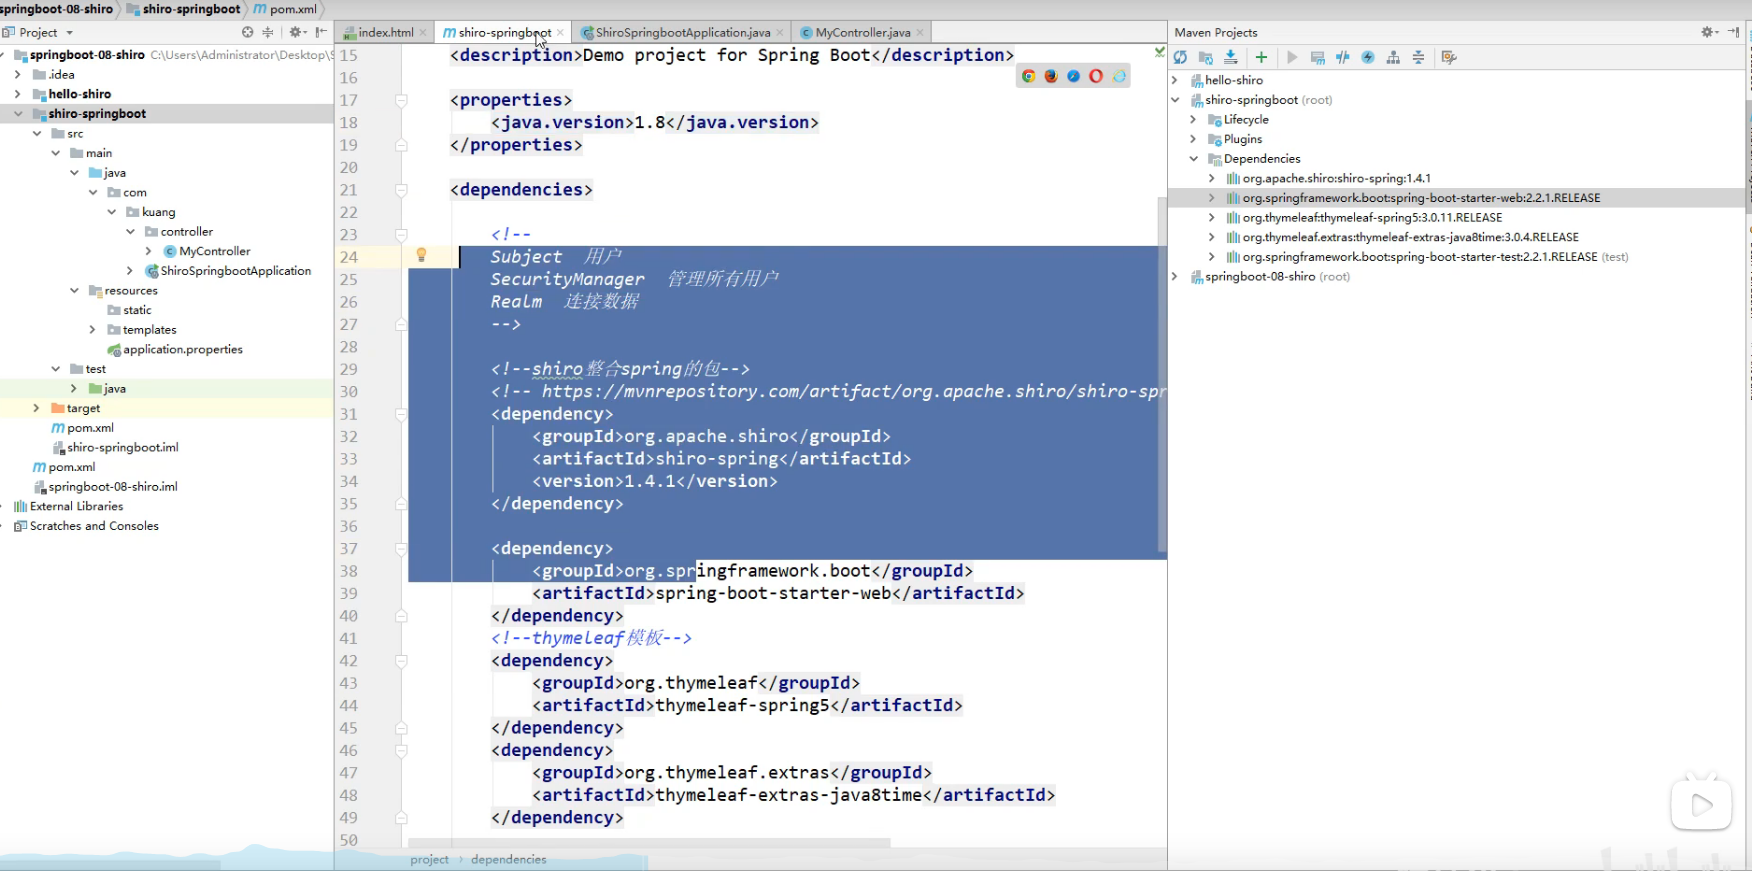 springboot-08-shiro shiro-springboot pom.xml
Project
index.html shiro-springboot ShiroSpringbootApplication.java MyController.java
Maven Projects
springboot-08-shiro C:\Users\Administrator\Desktop\
.idea
hello-shiro
shiro-springboot
src
main
java
com
kuang
controller
MyController
ShiroSpringbootApplication
resources
static
templates
application.properties
test
java
target
pom.xml
shiro-springboot.iml
pom.xml
springboot-08-shiro.iml
External Libraries
Scratches and Consoles
15 <description>Demo project for Spring Boot</description>
16
17 <properties>
18 <java.version>1.8</java.version>
19 </properties>
20
21 <dependencies>
22
23 <!--
24 Subject 用户
25 SecurityManager 管理所有用户
26 Realm 连接数据
27 -->
28
29 <!--shiro整合spring的包-->
30 <!-- https://mvnrepository.com/artifact/org.apache.shiro/shiro-spr
31 <dependency>
32 <groupId>org.apache.shiro</groupId>
33 <artifactId>shiro-spring</artifactId>
34 <version>1.4.1</version>
35 </dependency>
36
37 <dependency>
38 <groupId>org.springframework.boot</groupId>
39 <artifactId>spring-boot-starter-web</artifactId>
40 </dependency>
41 <!--thymeleaf模板-->
42 <dependency>
43 <groupId>org.thymeleaf</groupId>
44 <artifactId>thymeleaf-spring5</artifactId>
45 </dependency>
46 <dependency>
47 <groupId>org.thymeleaf.extras</groupId>
48 <artifactId>thymeleaf-extras-java8time</artifactId>
49 </dependency>
50
project › dependencies
hello-shiro
shiro-springboot (root)
Lifecycle
Plugins
Dependencies
org.apache.shiro:shiro-spring:1.4.1
org.springframework.boot:spring-boot-starter-web:2.2.1.RELEASE
org.thymeleaf:thymeleaf-spring5:3.0.11.RELEASE
org.thymeleaf.extras:thymeleaf-extras-java8time:3.0.4.RELEASE
org.springframework.boot:spring-boot-starter-test:2.2.1.RELEASE (test)
springboot-08-shiro (root)